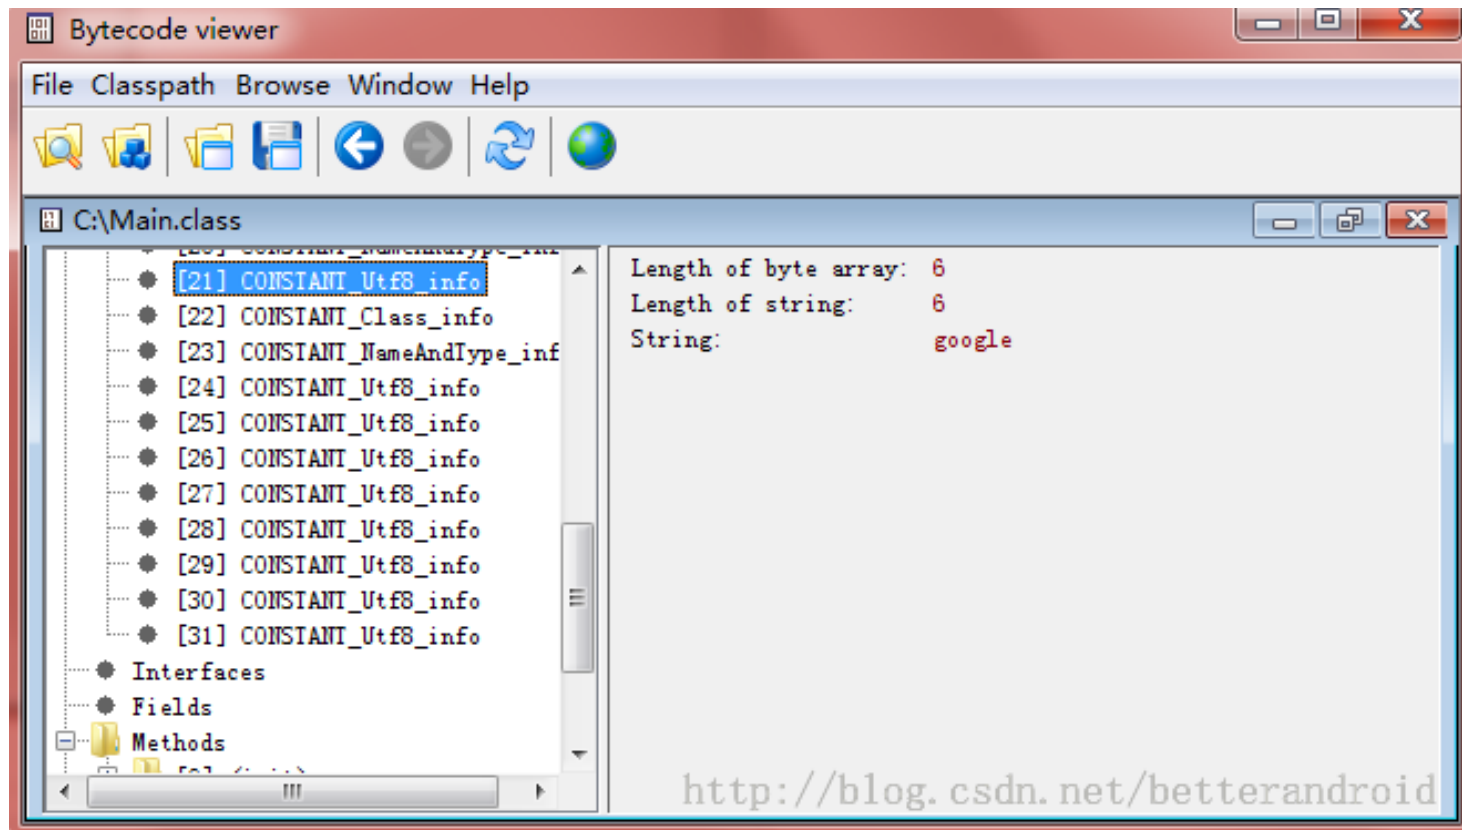 Bytecode viewer
File Classpath Browse Window Help
C:\Main.class
[21] CONSTANT_Utf8_info
[22] CONSTANT_Class_info
[23] CONSTANT_NameAndType_inf
[24] CONSTANT_Utf8_info
[25] CONSTANT_Utf8_info
[26] CONSTANT_Utf8_info
[27] CONSTANT_Utf8_info
[28] CONSTANT_Utf8_info
[29] CONSTANT_Utf8_info
[30] CONSTANT_Utf8_info
[31] CONSTANT_Utf8_info
Interfaces
Fields
Methods
Length of byte array: 6
Length of string: 6
String: google
http://blog.csdn.net/betterandroid